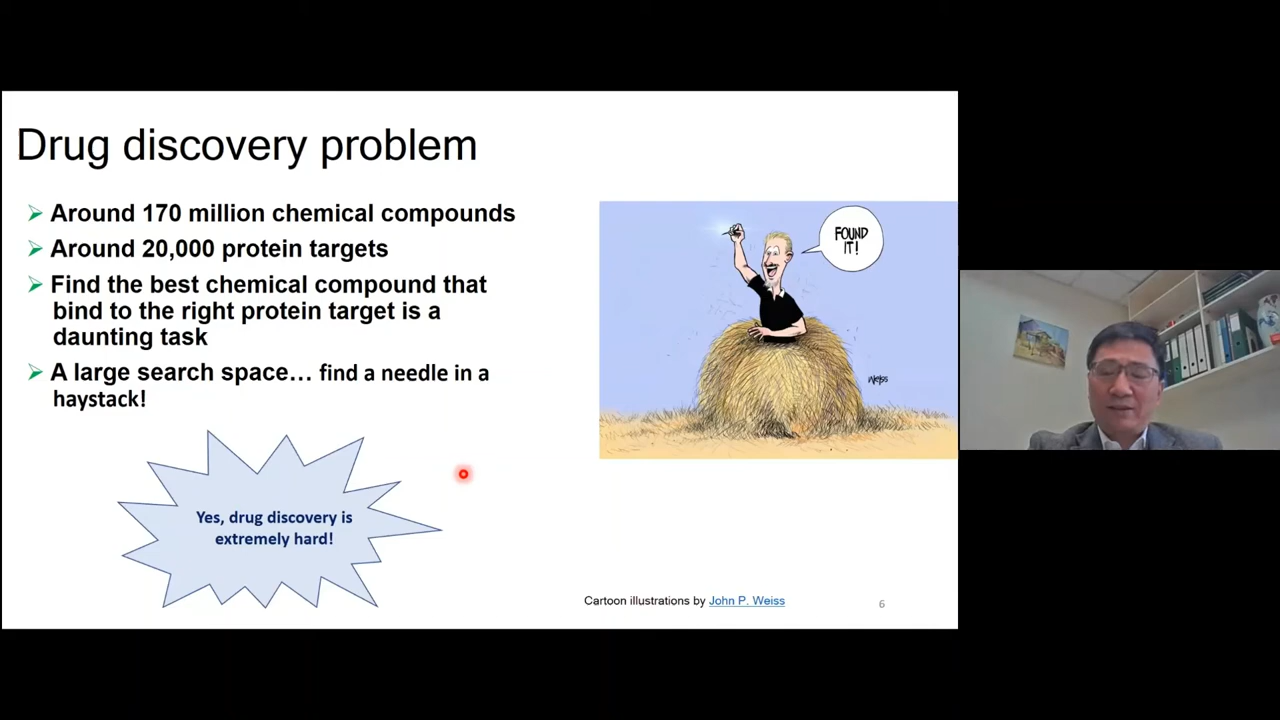 Drug discovery problem
Around 170 million chemical compounds
Around 20,000 protein targets
Find the best chemical compound that
bind to the right protein target is a
daunting task
A large search space... find a needle in a
haystack!
FOUND
IT!
WEISS
Yes, drug discovery is
extremely hard!
Cartoon illustrations by John P. Weiss
6